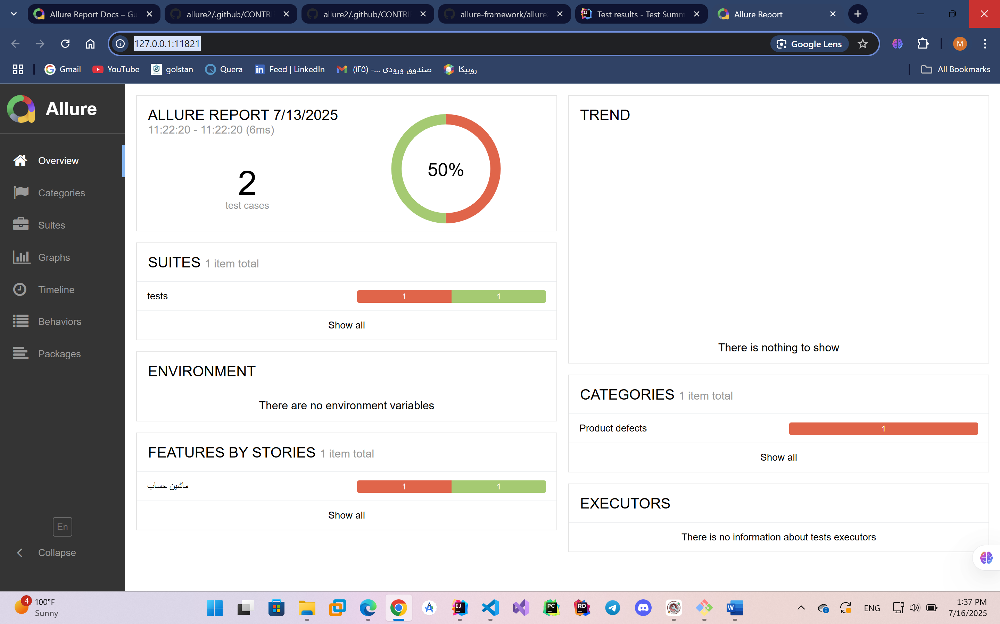 Allure Report Docs – Gu
allure2/.github/CONTRI
allure2/.github/CONTRI
allure-framework/allure
Test results - Test Summ
Allure Report
127.0.0.1:11821
Google Lens
M
Gmail
YouTube
golstan
Quera
Feed | LinkedIn
صندوق ورودی ...- (۱۲۵)
روبیکا
All Bookmarks
Allure
Overview
Categories
Suites
Graphs
Timeline
Behaviors
Packages
En
Collapse
ALLURE REPORT 7/13/2025
11:22:20 - 11:22:20 (6ms)
2
test cases
50%
SUITES 1 item total
tests
1 1
Show all
ENVIRONMENT
There are no environment variables
FEATURES BY STORIES 1 item total
ماشین حساب
1 1
Show all
TREND
There is nothing to show
CATEGORIES 1 item total
Product defects
1
Show all
EXECUTORS
There is no information about tests executors
4
100°F
Sunny
IJ
PC
RD
W
ENG
1:37 PM
7/16/2025